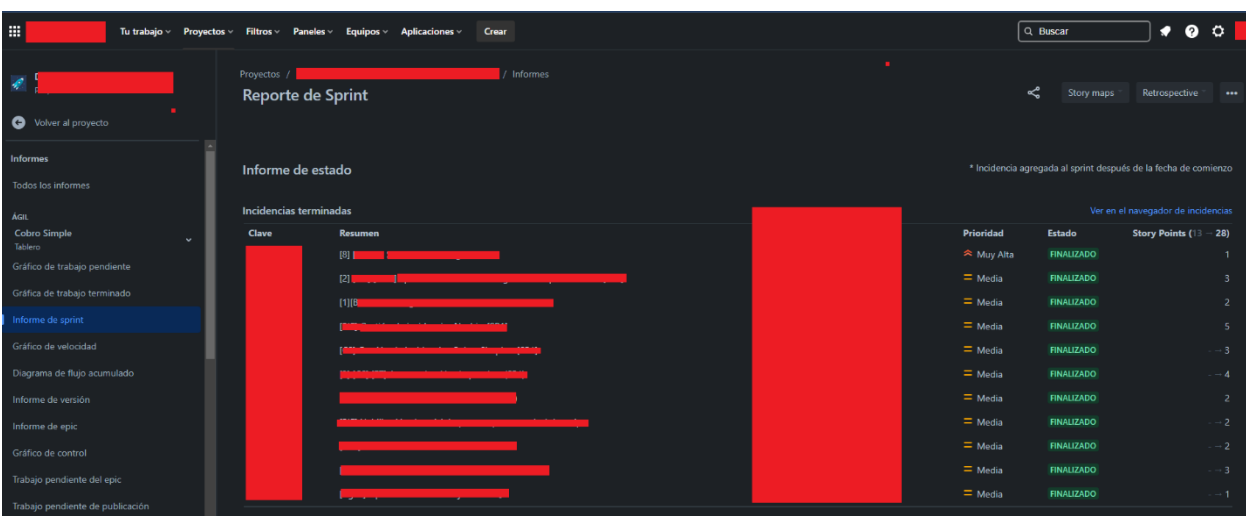 Tu trabajo Proyectos Filtros Paneles Equipos Aplicaciones Crear Buscar
Proyectos / / Informes
Reporte de Sprint
Story maps Retrospective
Volver al proyecto
Informes
Todos los informes
ÁGIL
Cobro Simple
Tablero
Gráfico de trabajo pendiente
Gráfica de trabajo terminado
Informe de sprint
Gráfico de velocidad
Diagrama de flujo acumulado
Informe de versión
Informe de epic
Gráfico de control
Trabajo pendiente del epic
Trabajo pendiente de publicación
Informe de estado
* Incidencia agregada al sprint después de la fecha de comienzo
Incidencias terminadas
Ver en el navegador de incidencias
Clave Resumen Prioridad Estado Story Points (13 → 28)
[8] Muy Alta FINALIZADO 1
[2] Media FINALIZADO 3
[1][8 Media FINALIZADO 2
Media FINALIZADO 5
Media FINALIZADO - → 3
Media FINALIZADO - → 4
Media FINALIZADO 2
Media FINALIZADO - → 2
Media FINALIZADO - → 2
Media FINALIZADO - → 3
Media FINALIZADO - → 1